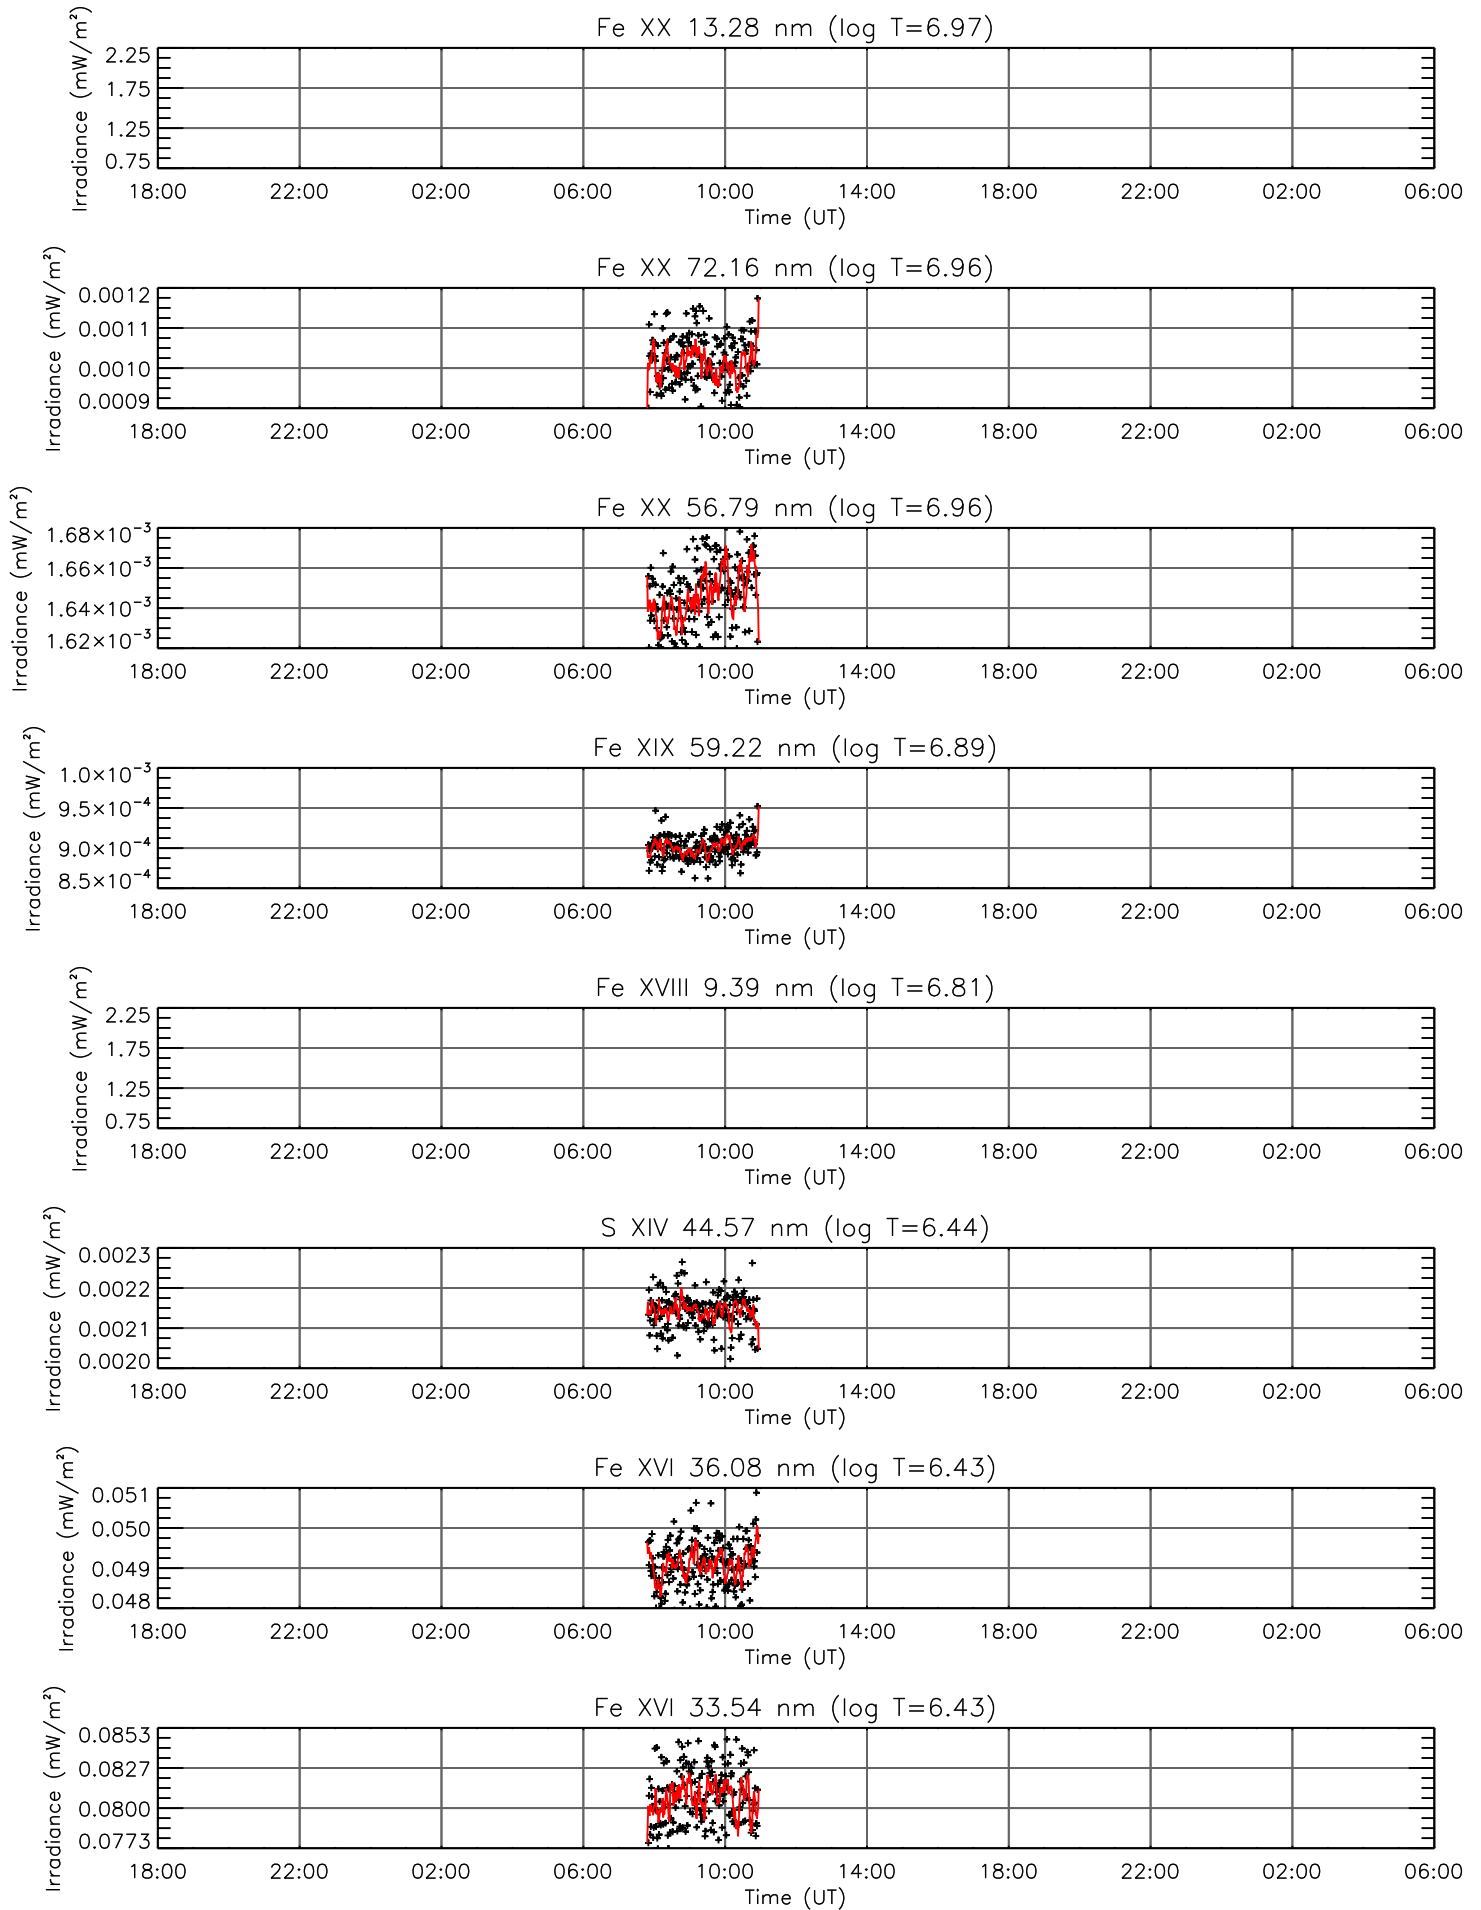 Fe XX 13.28 nm (log T=6.97)
Irradiance (mW/m²)
2.25
1.75
1.25
0.75
18:00 22:00 02:00 06:00 10:00 14:00 18:00 22:00 02:00 06:00
Time (UT)
Fe XX 72.16 nm (log T=6.96)
Irradiance (mW/m²)
0.0012
0.0011
0.0010
0.0009
18:00 22:00 02:00 06:00 10:00 14:00 18:00 22:00 02:00 06:00
Time (UT)
Fe XX 56.79 nm (log T=6.96)
Irradiance (mW/m²)
1.68×10⁻³
1.66×10⁻³
1.64×10⁻³
1.62×10⁻³
18:00 22:00 02:00 06:00 10:00 14:00 18:00 22:00 02:00 06:00
Time (UT)
Fe XIX 59.22 nm (log T=6.89)
Irradiance (mW/m²)
1.0×10⁻³
9.5×10⁻⁴
9.0×10⁻⁴
8.5×10⁻⁴
18:00 22:00 02:00 06:00 10:00 14:00 18:00 22:00 02:00 06:00
Time (UT)
Fe XVIII 9.39 nm (log T=6.81)
Irradiance (mW/m²)
2.25
1.75
1.25
0.75
18:00 22:00 02:00 06:00 10:00 14:00 18:00 22:00 02:00 06:00
Time (UT)
S XIV 44.57 nm (log T=6.44)
Irradiance (mW/m²)
0.0023
0.0022
0.0021
0.0020
18:00 22:00 02:00 06:00 10:00 14:00 18:00 22:00 02:00 06:00
Time (UT)
Fe XVI 36.08 nm (log T=6.43)
Irradiance (mW/m²)
0.051
0.050
0.049
0.048
18:00 22:00 02:00 06:00 10:00 14:00 18:00 22:00 02:00 06:00
Time (UT)
Fe XVI 33.54 nm (log T=6.43)
Irradiance (mW/m²)
0.0853
0.0827
0.0800
0.0773
18:00 22:00 02:00 06:00 10:00 14:00 18:00 22:00 02:00 06:00
Time (UT)